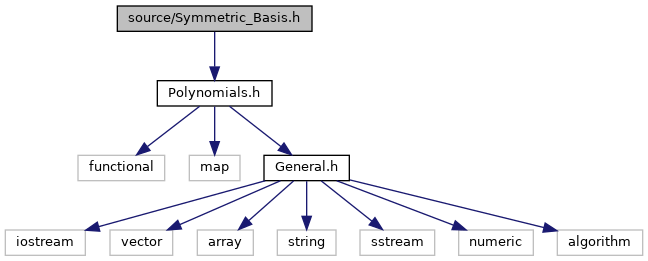 source/Symmetric_Basis.h
Polynomials.h
functional
map
General.h
iostream
vector
array
string
sstream
numeric
algorithm